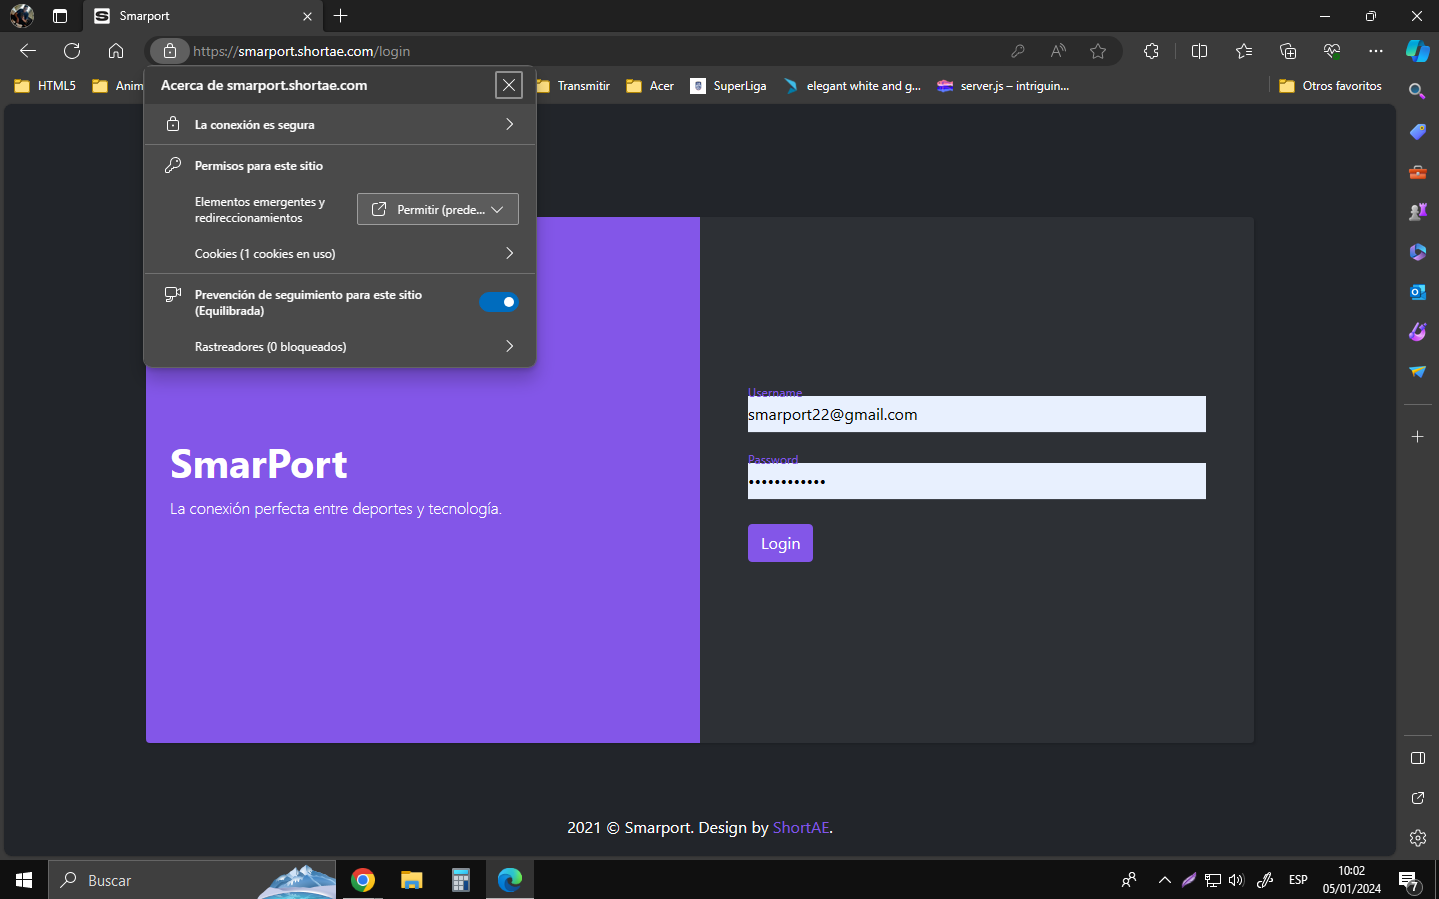 Smarport
https://smarport.shortae.com/login
HTML5
Anim
Transmitir
Acer
SuperLiga
elegant white and g...
server.js – intriguin...
Otros favoritos
Acerca de smarport.shortae.com
La conexión es segura
Permisos para este sitio
Elementos emergentes y
redireccionamientos
Permitir (prede...
Cookies (1 cookies en uso)
Prevención de seguimiento para este sitio
(Equilibrada)
Rastreadores (0 bloqueados)
SmarPort
La conexión perfecta entre deportes y tecnología.
Username
smarport22@gmail.com
Password
••••••••••••
Login
2021 © Smarport. Design by ShortAE.
Buscar
ESP
10:02
05/01/2024
7